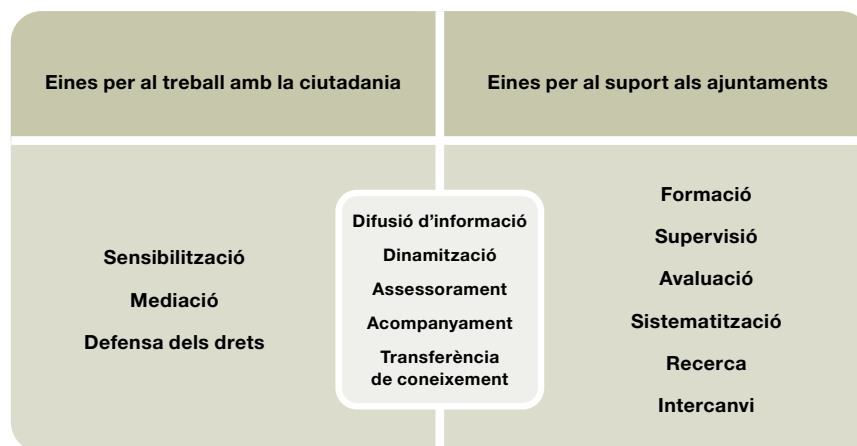 Eines per al treball amb la ciutadania
Eines per al suport als ajuntaments
Sensibilització
Mediació
Defensa dels drets
Difusió d’informació
Dinamització
Assessorament
Acompanyament
Transferència
de coneixement
Formació
Supervisió
Avaluació
Sistematització
Recerca
Intercanvi